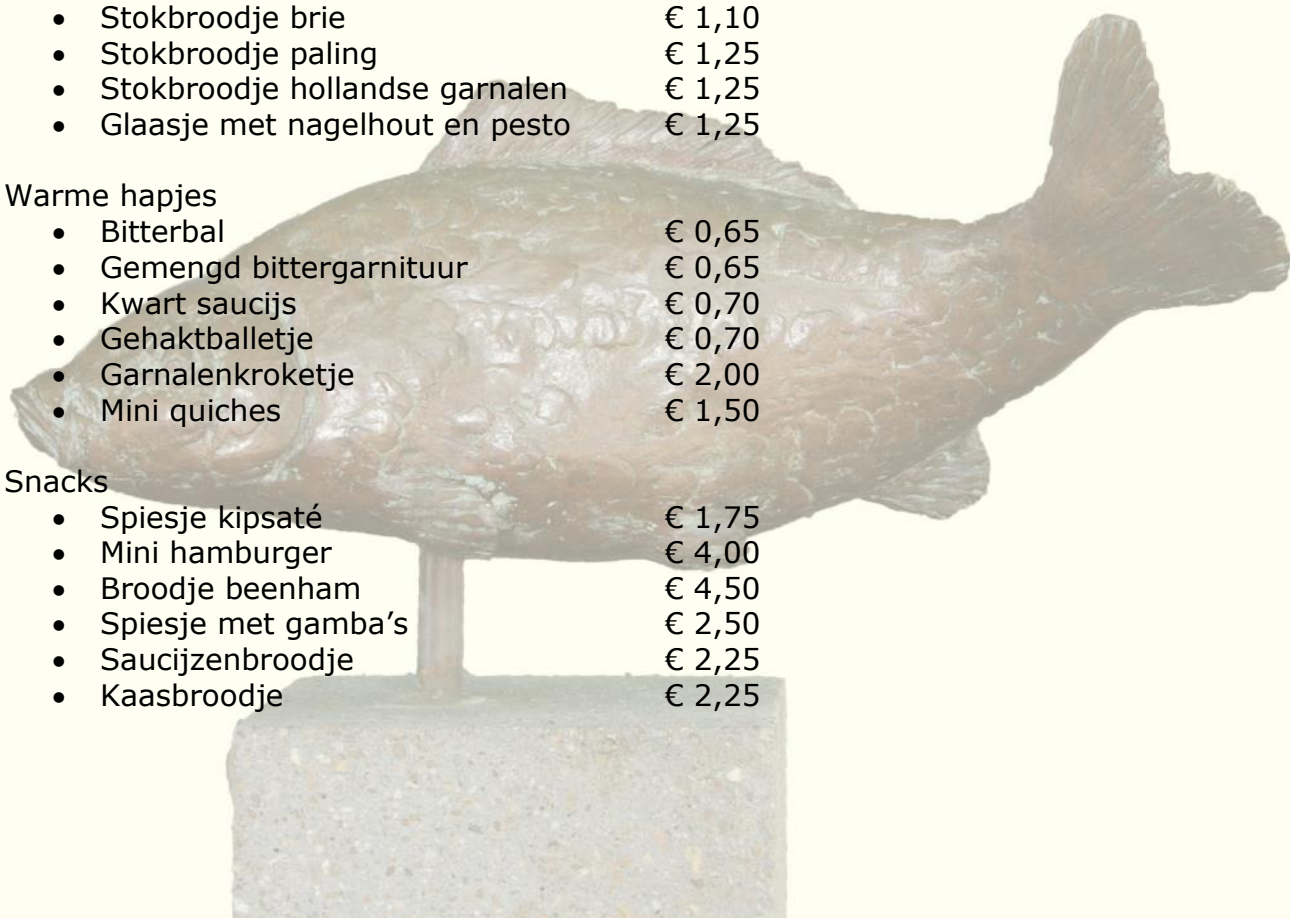 • Stokbroodje brie € 1,10
• Stokbroodje paling € 1,25
• Stokbroodje hollandse garnalen € 1,25
• Glaasje met nagelhout en pesto € 1,25
Warme hapjes
• Bitterbal € 0,65
• Gemengd bittergarnituur € 0,65
• Kwart saucijs € 0,70
• Gehaktballetje € 0,70
• Garnalenkroketje € 2,00
• Mini quiches € 1,50
Snacks
• Spiesje kipsaté € 1,75
• Mini hamburger € 4,00
• Broodje beenham € 4,50
• Spiesje met gamba’s € 2,50
• Saucijzenbroodje € 2,25
• Kaasbroodje € 2,25